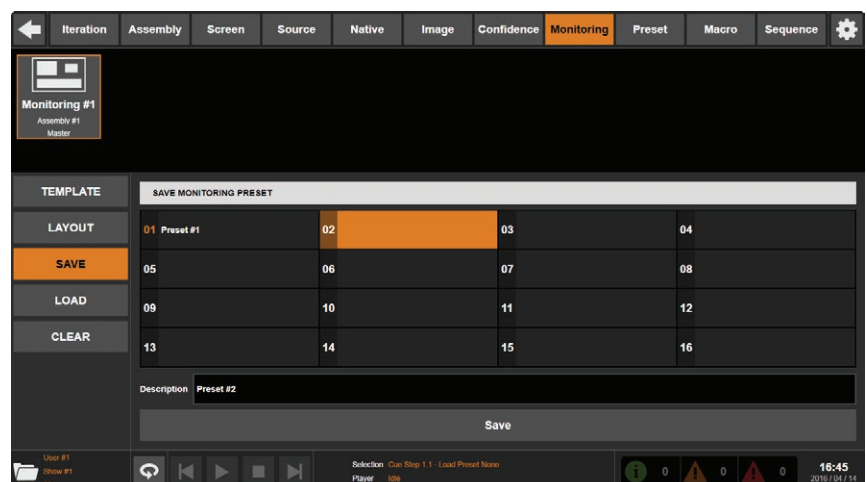 Iteration Assembly Screen Source Native Image Confidence Monitoring Preset Macro Sequence
Monitoring #1
Assembly #1
Master
TEMPLATE
LAYOUT
SAVE
LOAD
CLEAR
SAVE MONITORING PRESET
01 Preset #1 02 03 04
05 06 07 08
09 10 11 12
13 14 15 16
Description Preset #2
Save
User #1
Show #1
Selection Cue Step 1.1 - Load Preset None
Player Idle
0 0 0
16:45
2016 / 04 / 14